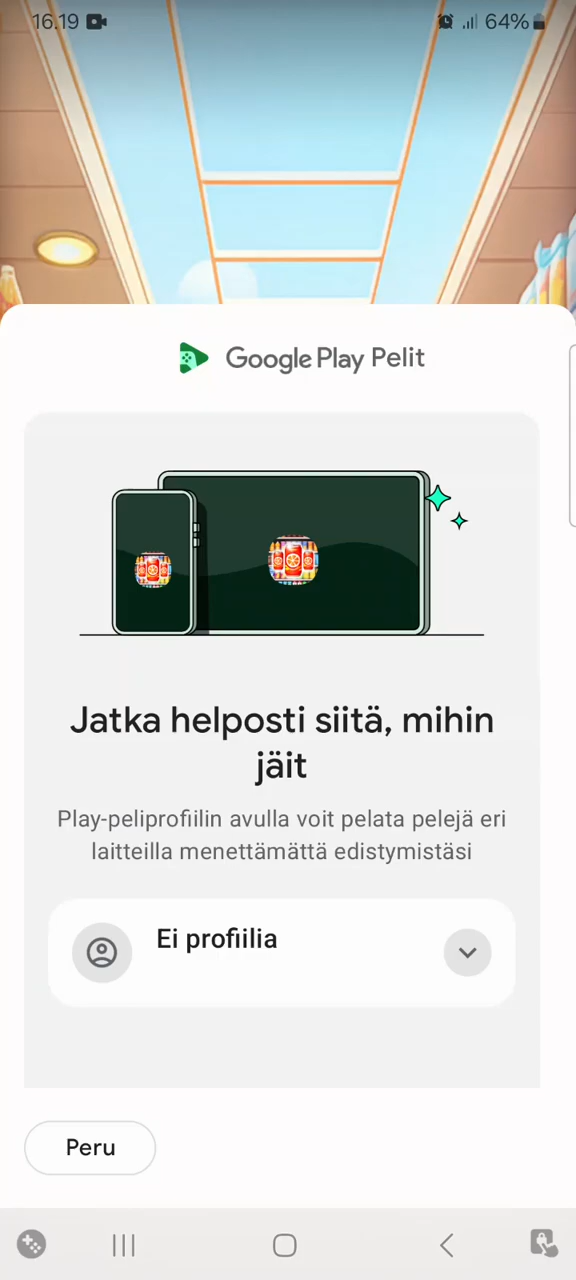 16.19
64%
Google Play Pelit
Jatka helposti siitä, mihin
jäit
Play-peliprofiilin avulla voit pelata pelejä eri
laitteilla menettämättä edistymistäsi
Ei profiilia
Peru